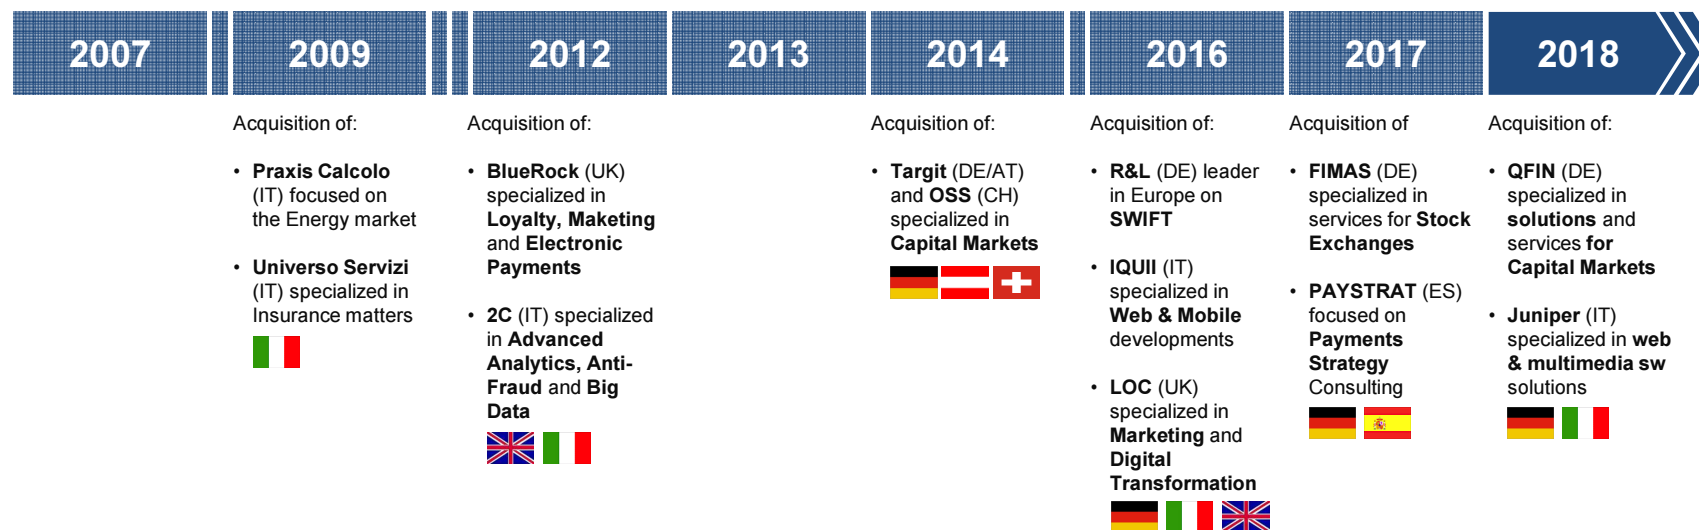 2007
2009
2012
2013
2014
2016
2017
2018
Acquisition of:
• Praxis Calcolo
(IT) focused on
the Energy market
• Universo Servizi
(IT) specialized in
Insurance matters
Acquisition of:
• BlueRock (UK)
specialized in
Loyalty, Maketing
and Electronic
Payments
• 2C (IT) specialized
in Advanced
Analytics, Anti-
Fraud and Big
Data
Acquisition of:
• Targit (DE/AT)
and OSS (CH)
specialized in
Capital Markets
Acquisition of:
• R&L (DE) leader
in Europe on
SWIFT
• IQUII (IT)
specialized in
Web & Mobile
developments
• LOC (UK)
specialized in
Marketing and
Digital
Transformation
Acquisition of
• FIMAS (DE)
specialized in
services for Stock
Exchanges
• PAYSTRAT (ES)
focused on
Payments
Strategy
Consulting
Acquisition of:
• QFIN (DE)
specialized in
solutions and
services for
Capital Markets
• Juniper (IT)
specialized in web
& multimedia sw
solutions